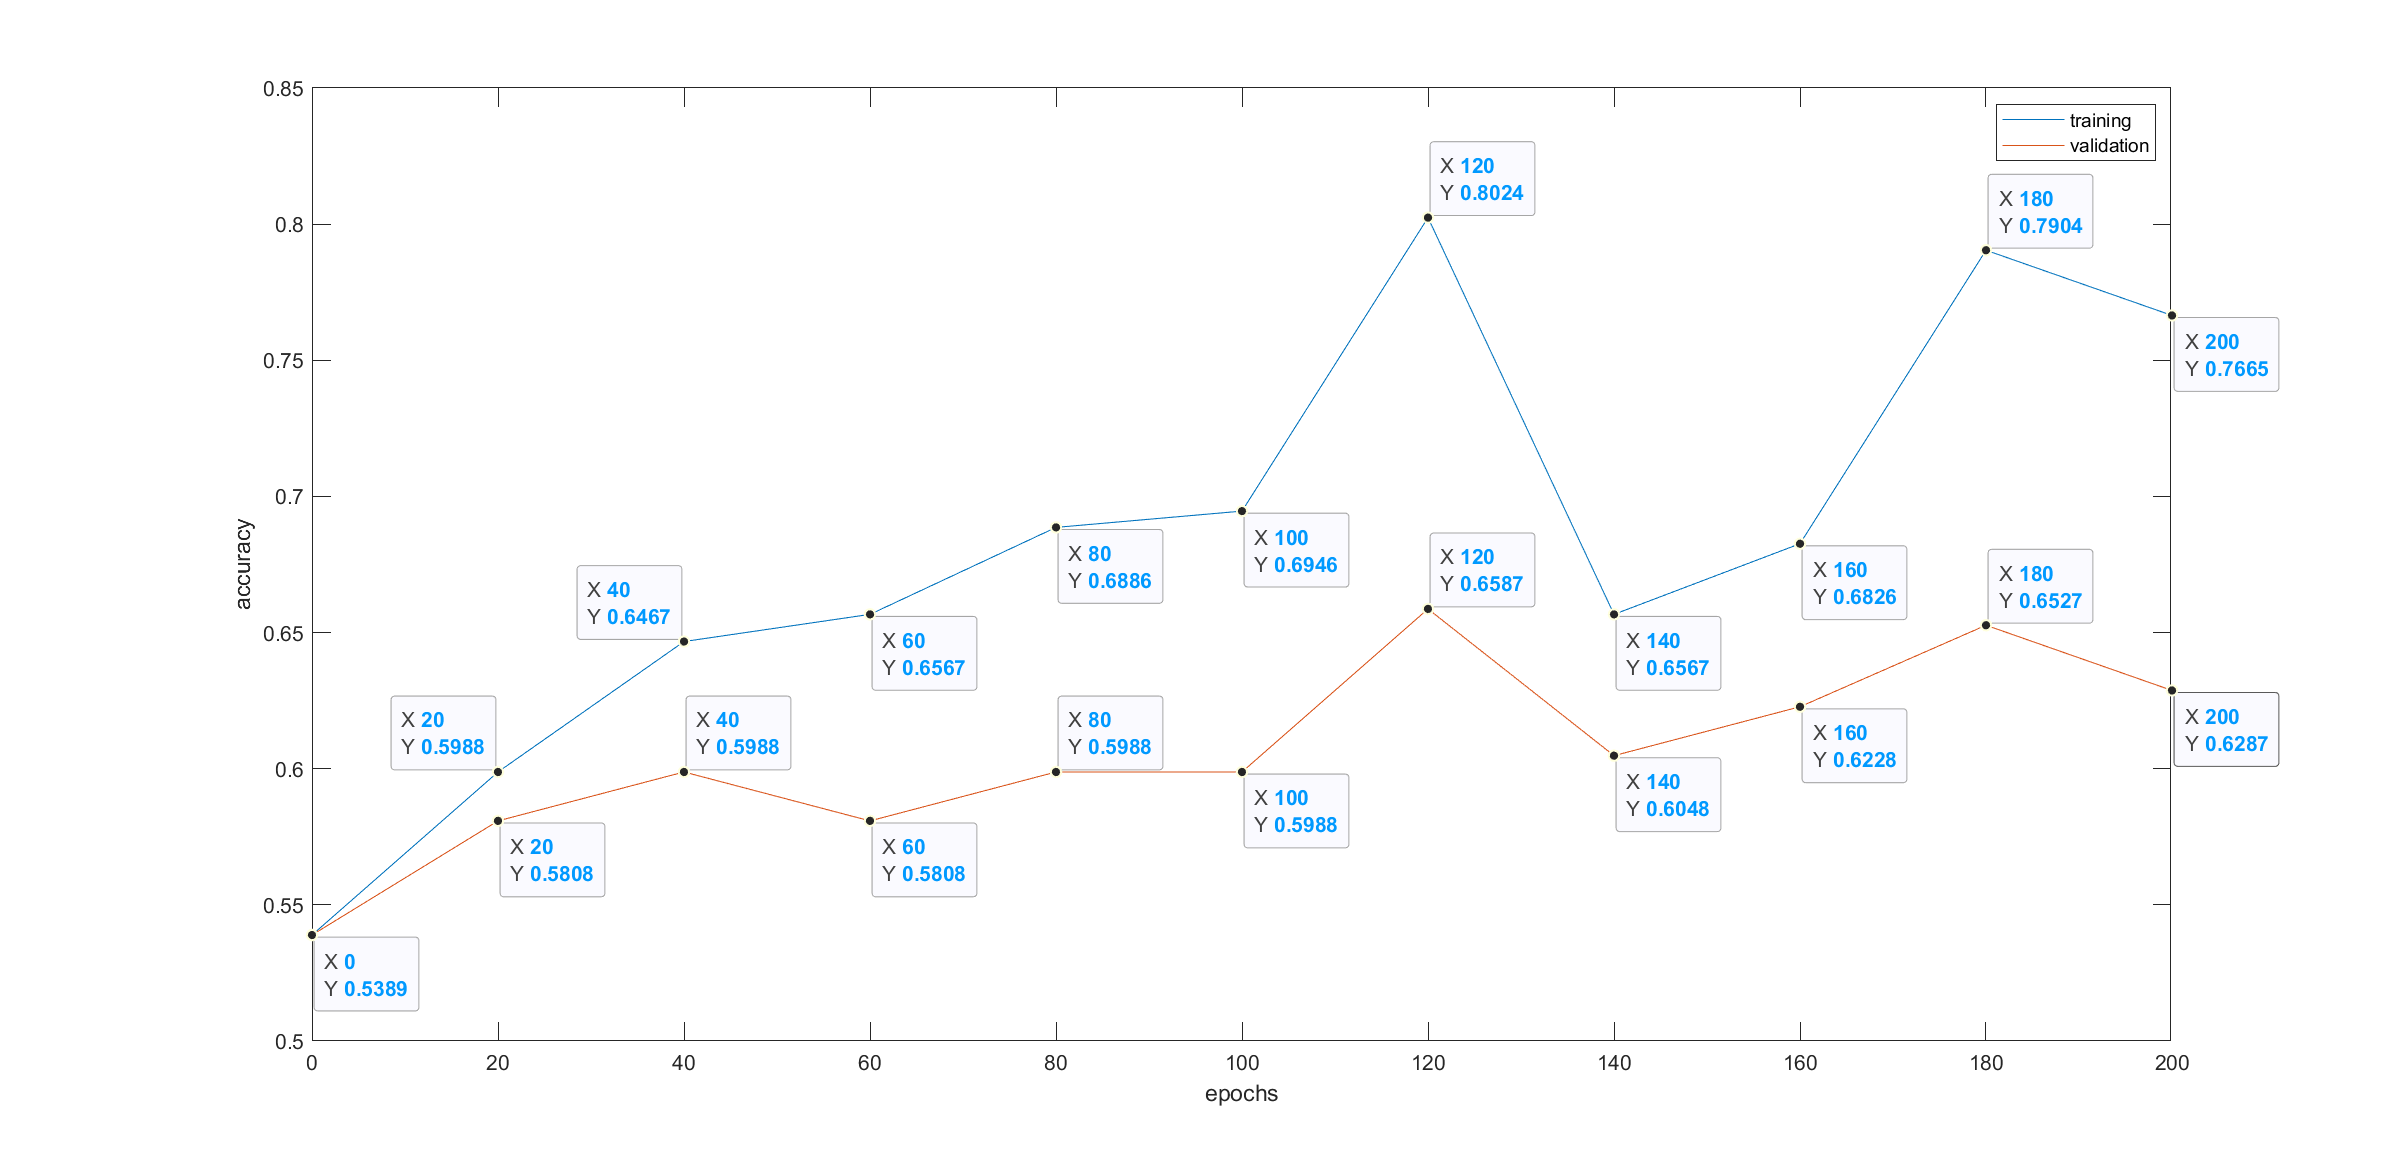 0.85
0.8
0.75
0.7
0.65
0.6
0.55
0.5
accuracy
training
validation
X 120
Y 0.8024
X 180
Y 0.7904
X 200
Y 0.7665
X 40
Y 0.6467
X 60
Y 0.6567
X 80
Y 0.6886
X 100
Y 0.6946
X 120
Y 0.6587
X 140
Y 0.6567
X 160
Y 0.6826
X 180
Y 0.6527
X 20
Y 0.5988
X 40
Y 0.5988
X 80
Y 0.5988
X 100
Y 0.5988
X 140
Y 0.6048
X 160
Y 0.6228
X 200
Y 0.6287
X 20
Y 0.5808
X 60
Y 0.5808
X 0
Y 0.5389
0 20 40 60 80 100 120 140 160 180 200
epochs